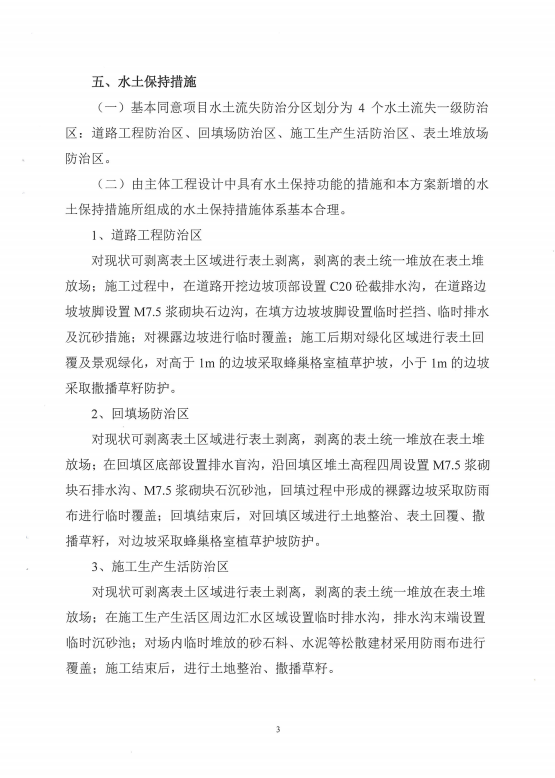 五、水土保持措施
（一）基本同意项目水土流失防治分区划分为 4 个水土流失一级防治
区：道路工程防治区、回填场防治区、施工生产生活防治区、表土堆放场
防治区。
（二）由主体工程设计中具有水土保持功能的措施和本方案新增的水
土保持措施所组成的水土保持措施体系基本合理。
1、道路工程防治区
对现状可剥离表土区域进行表土剥离，剥离的表土统一堆放在表土堆
放场；施工过程中，在道路开挖边坡顶部设置 C20 砼截排水沟，在道路边
坡坡脚设置 M7.5 浆砌块石边沟，在填方边坡坡脚设置临时拦挡、临时排水
及沉砂措施；对裸露边坡进行临时覆盖；施工后期对绿化区域进行表土回
覆及景观绿化，对高于 1m 的边坡采取蜂巢格室植草护坡，小于 1m 的边坡
采取撒播草籽防护。
2、回填场防治区
对现状可剥离表土区域进行表土剥离，剥离的表土统一堆放在表土堆
放场；在回填区底部设置排水盲沟，沿回填区堆土高程四周设置 M7.5 浆砌
块石排水沟、M7.5 浆砌块石沉砂池，回填过程中形成的裸露边坡采取防雨
布进行临时覆盖；回填结束后，对回填区域进行土地整治、表土回覆、撒
播草籽，对边坡采取蜂巢格室植草护坡防护。
3、施工生产生活防治区
对现状可剥离表土区域进行表土剥离，剥离的表土统一堆放在表土堆
放场；在施工生产生活区周边汇水区域设置临时排水沟，排水沟末端设置
临时沉砂池；对场内临时堆放的砂石料、水泥等松散建材采用防雨布进行
覆盖；施工结束后，进行土地整治、撒播草籽。
3